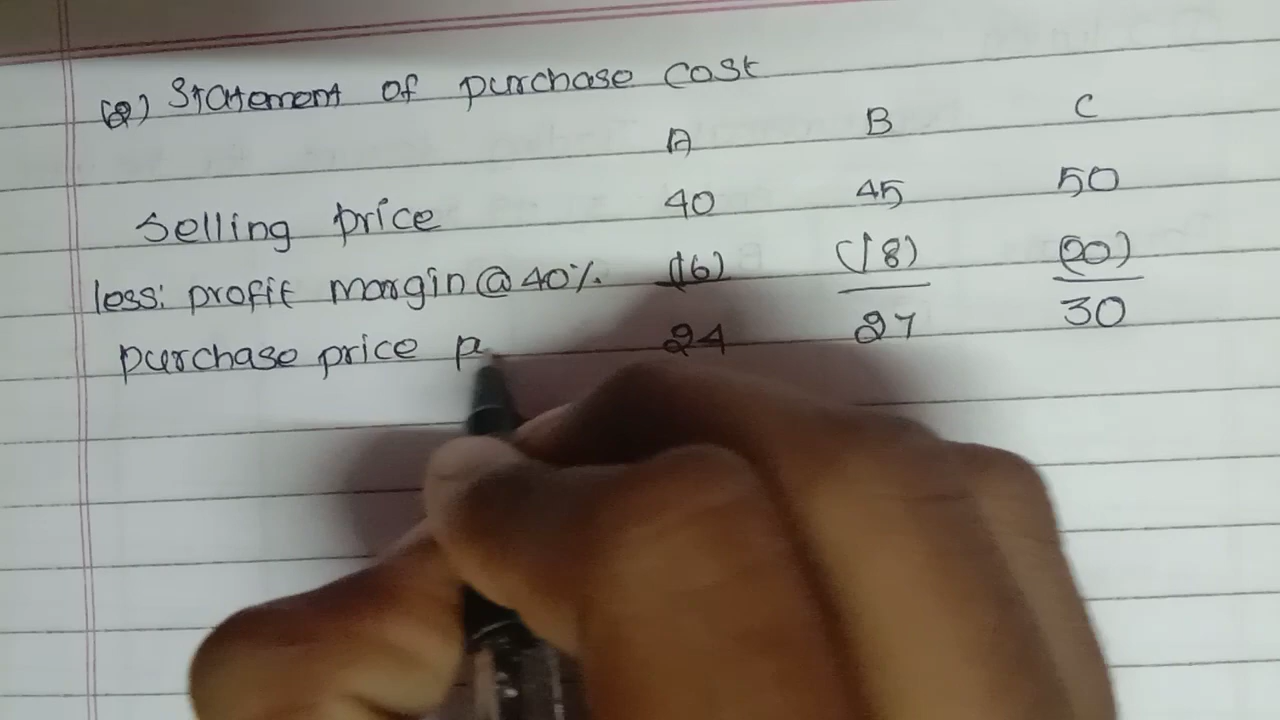 (2) Statement of purchase cost
A B C
Selling price 40 45 50
less: profit margin @ 40% (16) (18) (20)
purchase price p 24 27 30